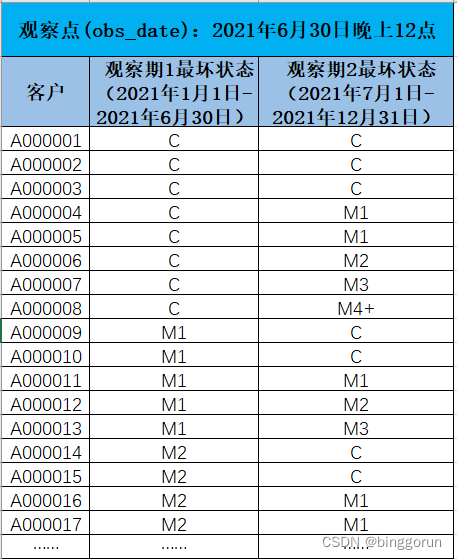 观察点(obs_date)：2021年6月30日晚上12点
客户 观察期1最坏状态（2021年1月1日-2021年6月30日） 观察期2最坏状态（2021年7月1日-2021年12月31日）
A000001 C C
A000002 C C
A000003 C C
A000004 C M1
A000005 C M1
A000006 C M2
A000007 C M3
A000008 C M4+
A000009 M1 C
A000010 M1 C
A000011 M1 M1
A000012 M1 M2
A000013 M1 M3
A000014 M2 C
A000015 M2 C
A000016 M2 M1
A000017 M2 M1
…… …… ……
CSDN @binggorun